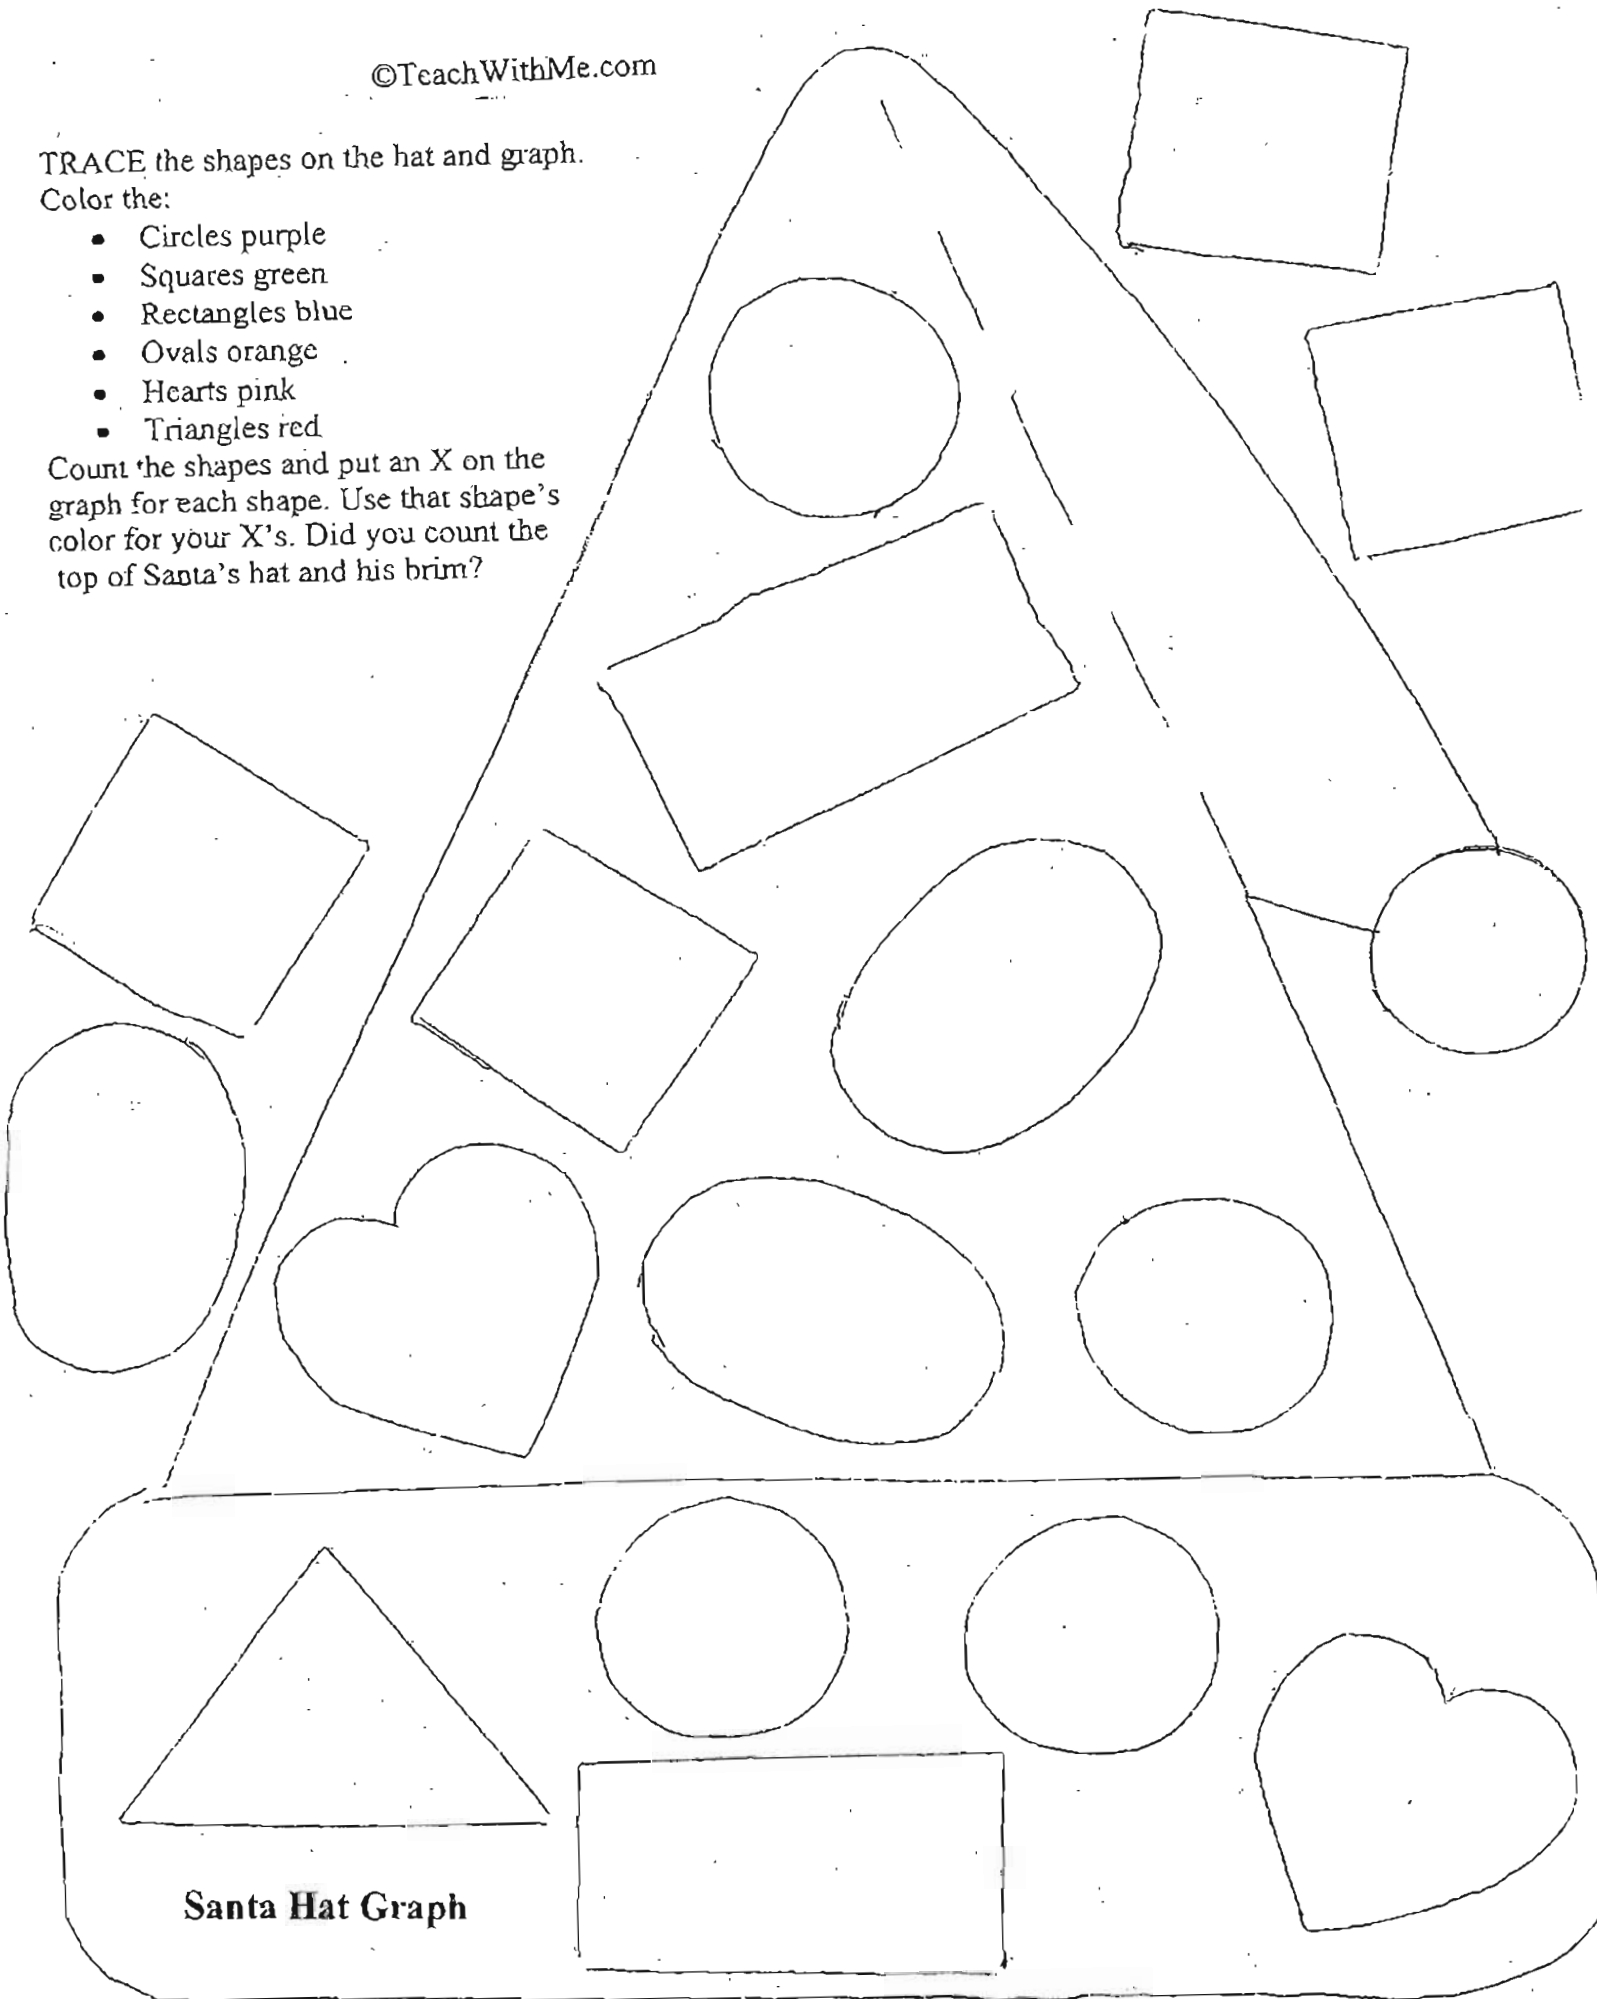 ©TeachWithMe.com
TRACE the shapes on the hat and graph.
Color the:
• Circles purple
• Squares green
• Rectangles blue
• Ovals orange
• Hearts pink
• Triangles red
Count the shapes and put an X on the
graph for each shape. Use that shape's
color for your X's. Did you count the
top of Santa's hat and his brim?
Santa Hat Graph